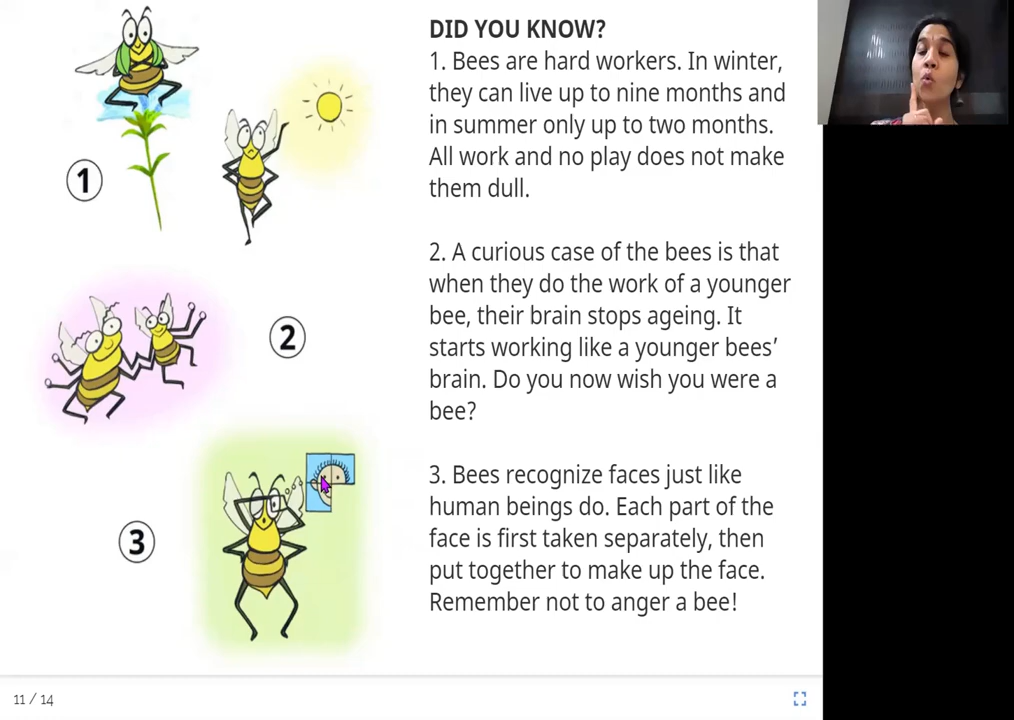 DID YOU KNOW?
1. Bees are hard workers. In winter,
they can live up to nine months and
in summer only up to two months.
All work and no play does not make
them dull.
2. A curious case of the bees is that
when they do the work of a younger
bee, their brain stops ageing. It
starts working like a younger bees’
brain. Do you now wish you were a
bee?
3. Bees recognize faces just like
human beings do. Each part of the
face is first taken separately, then
put together to make up the face.
Remember not to anger a bee!
1
2
3
11 / 14